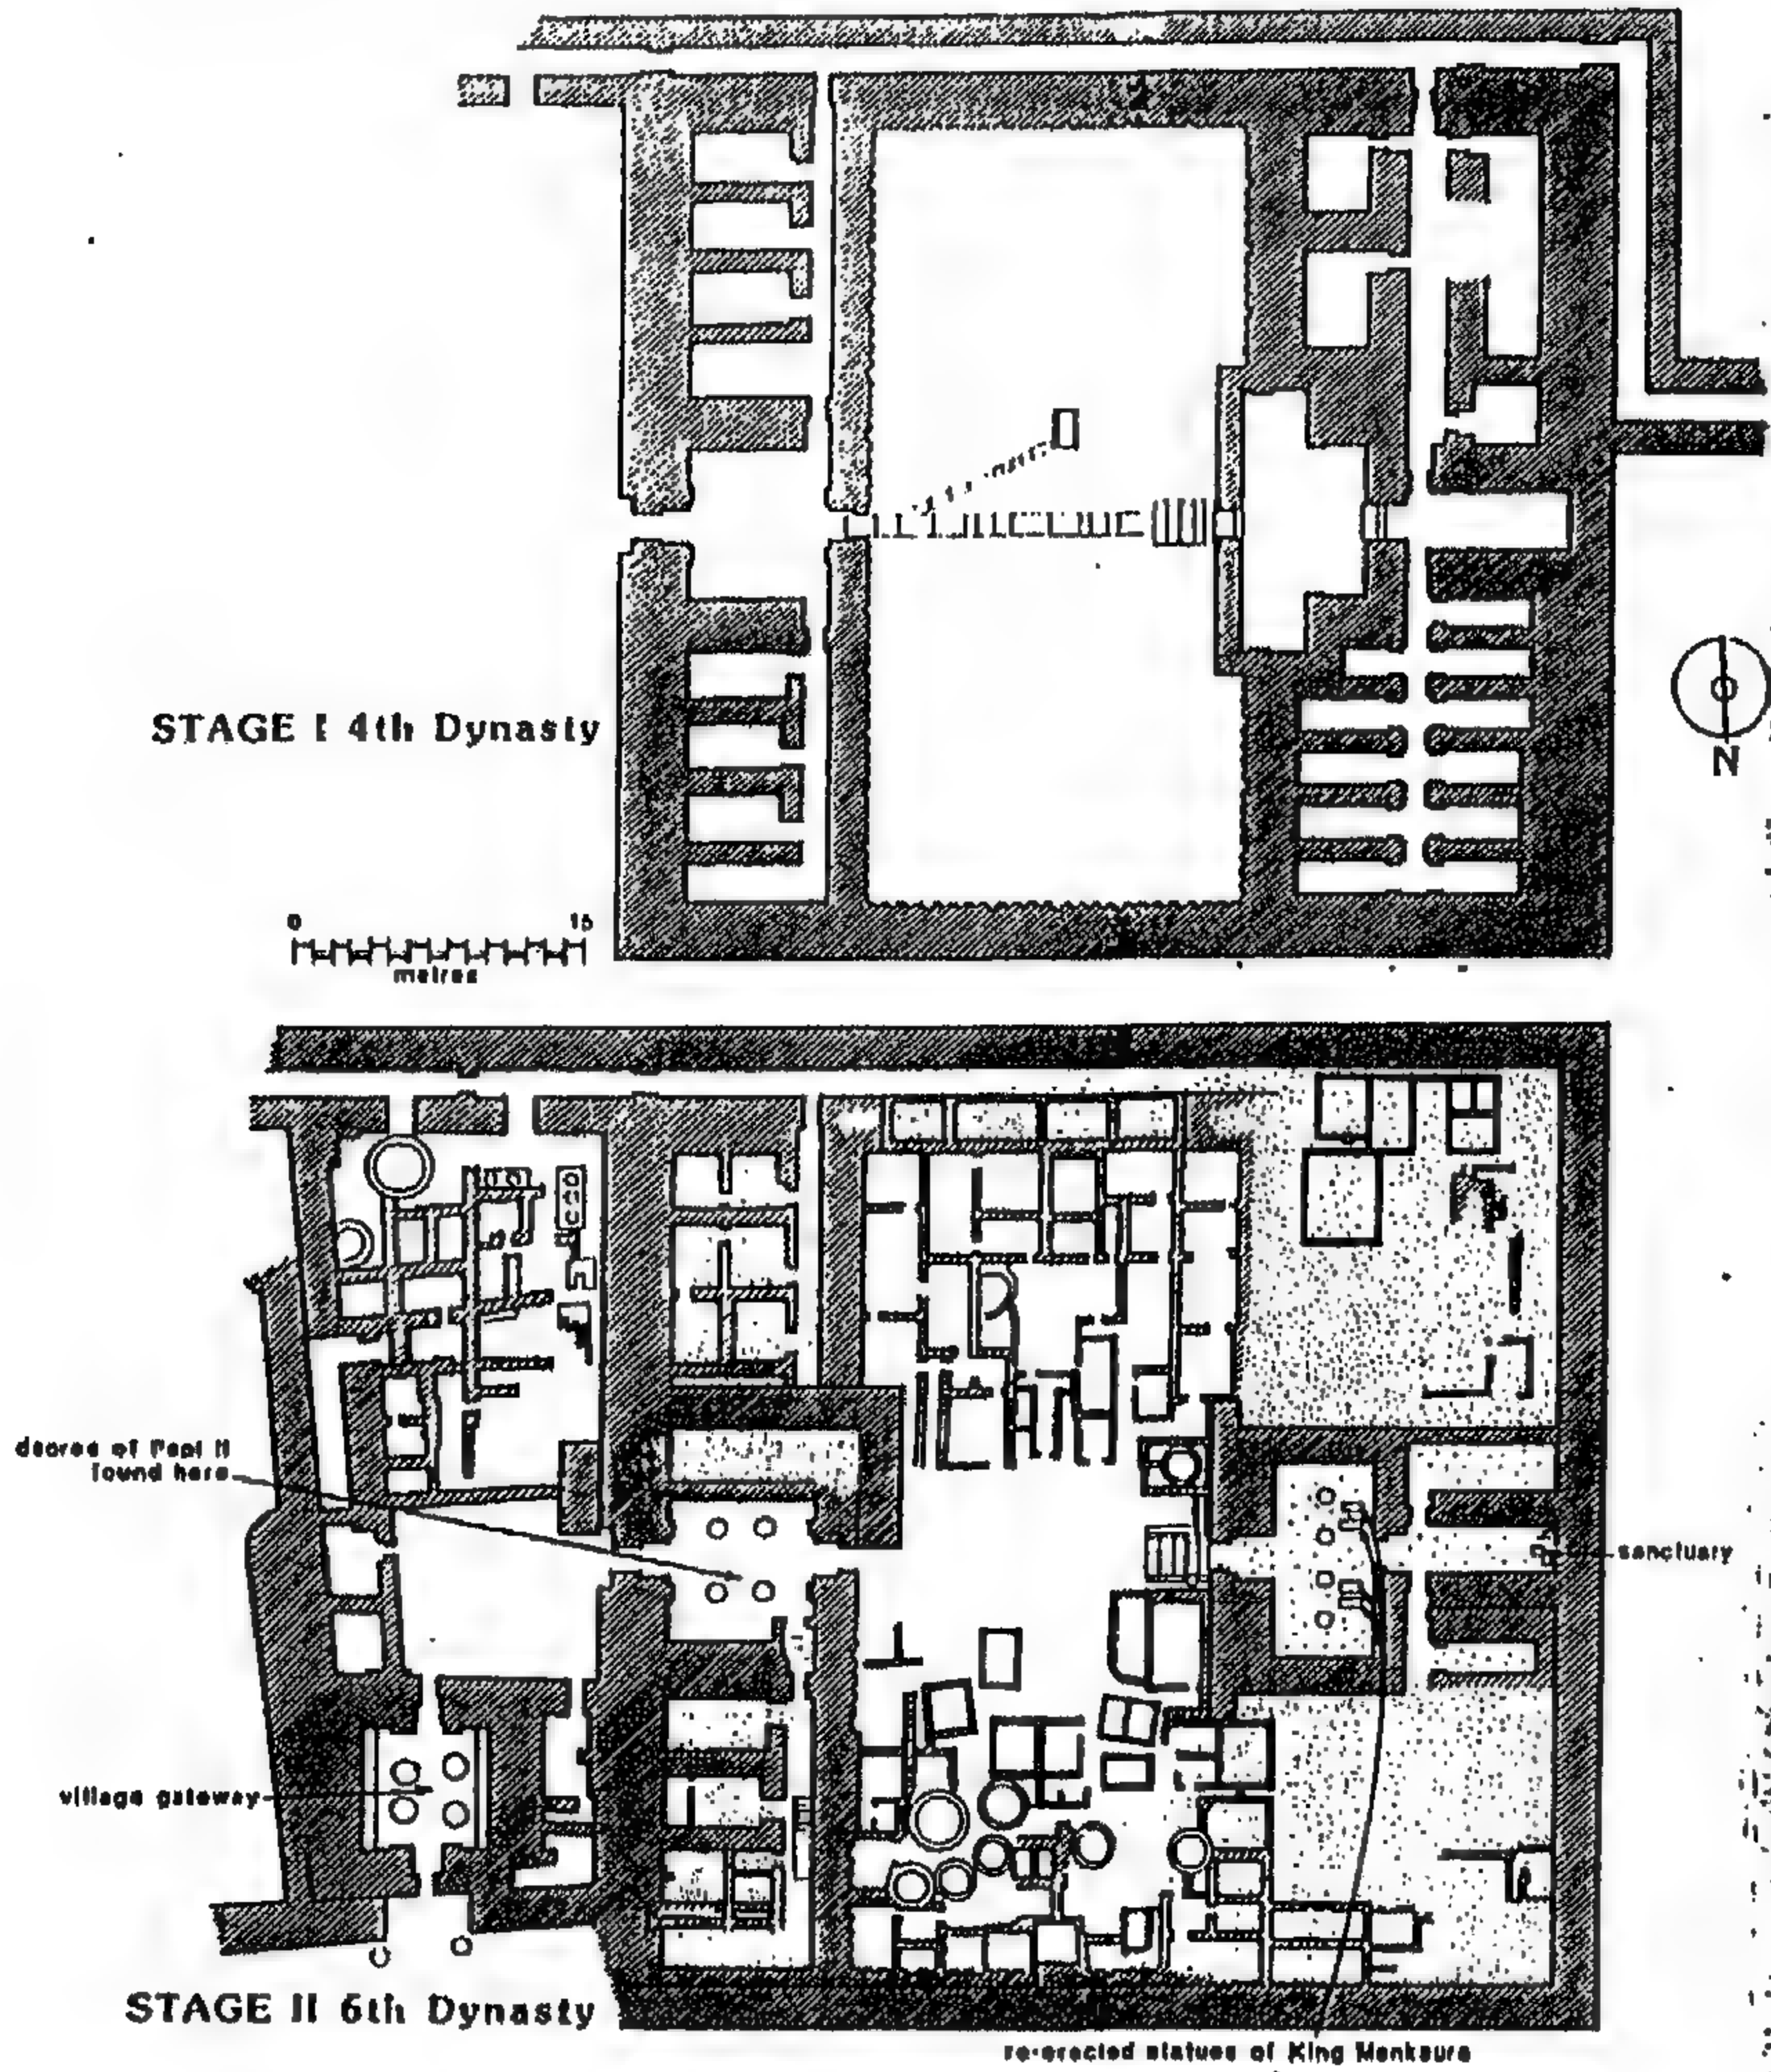 STAGE I 4th Dynasty
N
0 15
metres
decree of Pepi II
found here
sanctuary
village gateway
STAGE II 6th Dynasty
re-erected statues of King Menkaura